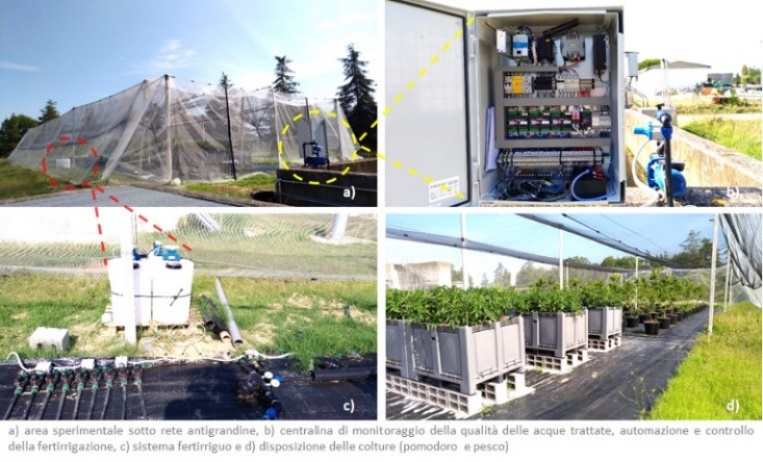 a)
b)
c)
d)
a) area sperimentale sotto rete antigrandine, b) centralina di monitoraggio della qualità delle acque trattate, automazione e controllo
della fertirrigazione, c) sistema fertirriguo e d) disposizione delle colture (pomodoro e pesco)